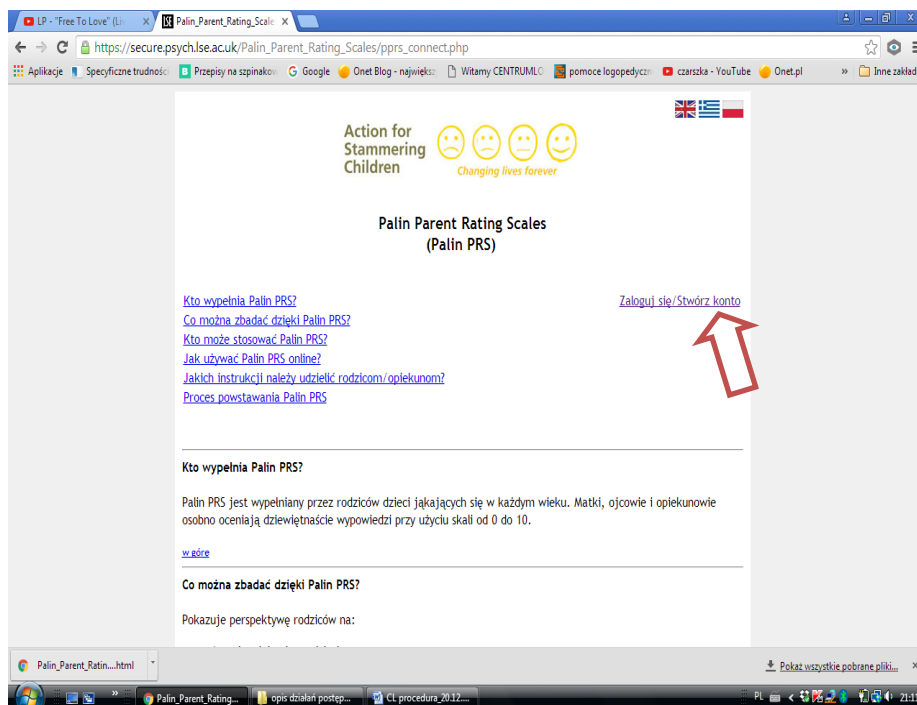 LP - "Free To Love" (Li
Palin_Parent_Rating_Scale
https://secure.psych.lse.ac.uk/Palin_Parent_Rating_Scales/pprs_connect.php
Aplikacje Specyficzne trudnośc Przepisy na szpinakow Google Onet Blog - najwięks Witamy CENTRUMLO pomoce logopedyczn czarszka - YouTube Onet.pl » Inne zakład
Action for
Stammering
Children
Changing lives forever
Palin Parent Rating Scales
(Palin PRS)
Kto wypełnia Palin PRS? Zaloguj się/Stwórz konto
Co można zbadać dzięki Palin PRS?
Kto może stosować Palin PRS?
Jak używać Palin PRS online?
Jakich instrukcji należy udzielić rodzicom/opiekunom?
Proces powstawania Palin PRS
Kto wypełnia Palin PRS?
Palin PRS jest wypełniany przez rodziców dzieci jąkających się w każdym wieku. Matki, ojcowie i opiekunowie
osobno oceniają dziewiętnaście wypowiedzi przy użyciu skali od 0 do 10.
w górę
Co można zbadać dzięki Palin PRS?
Pokazuje perspektywę rodziców na:
Palin_Parent_Ratin....html Pokaż wszystkie pobrane pliki...
Palin_Parent_Rating... opis działań postęp... CL procedura_20.12.... PL 21:11